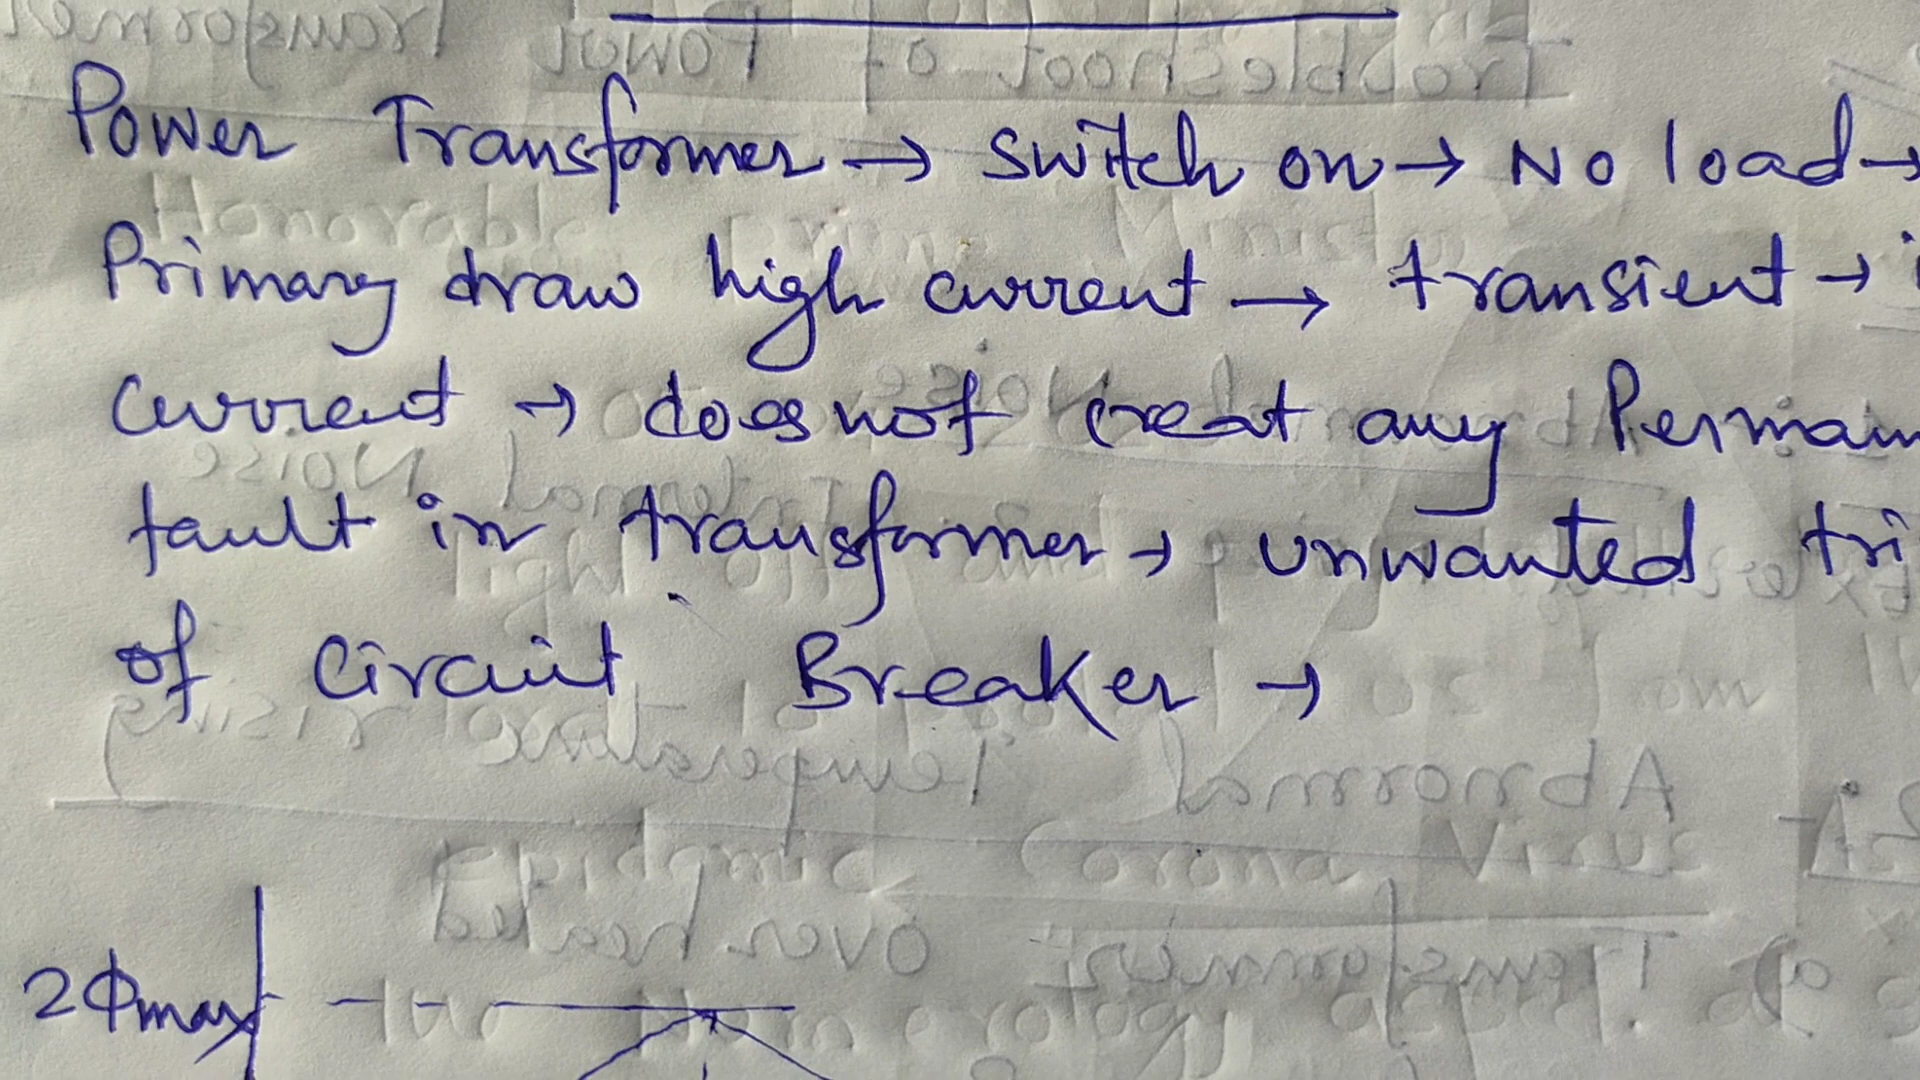 Power Transformer → switch on → No load →
Primary draw high current → transient → i
current → does not creat any Perman
fault in transformer → unwanted tri
of Circuit Breaker →
2Φmax